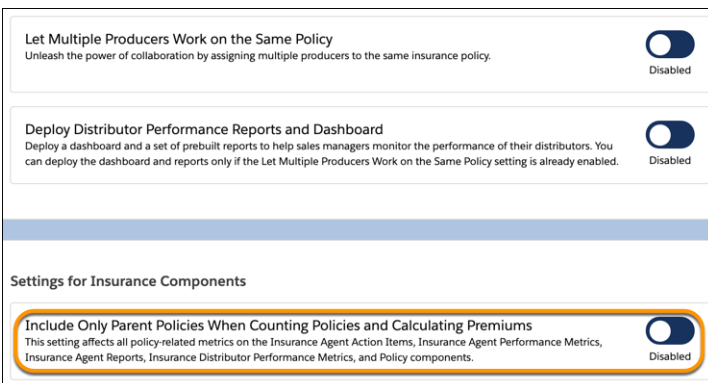 Let Multiple Producers Work on the Same Policy
Unleash the power of collaboration by assigning multiple producers to the same insurance policy.
Disabled
Deploy Distributor Performance Reports and Dashboard
Deploy a dashboard and a set of prebuilt reports to help sales managers monitor the performance of their distributors. You
can deploy the dashboard and reports only if the Let Multiple Producers Work on the Same Policy setting is already enabled.
Disabled
Settings for Insurance Components
Include Only Parent Policies When Counting Policies and Calculating Premiums
This setting affects all policy-related metrics on the Insurance Agent Action Items, Insurance Agent Performance Metrics,
Insurance Agent Reports, Insurance Distributor Performance Metrics, and Policy components.
Disabled